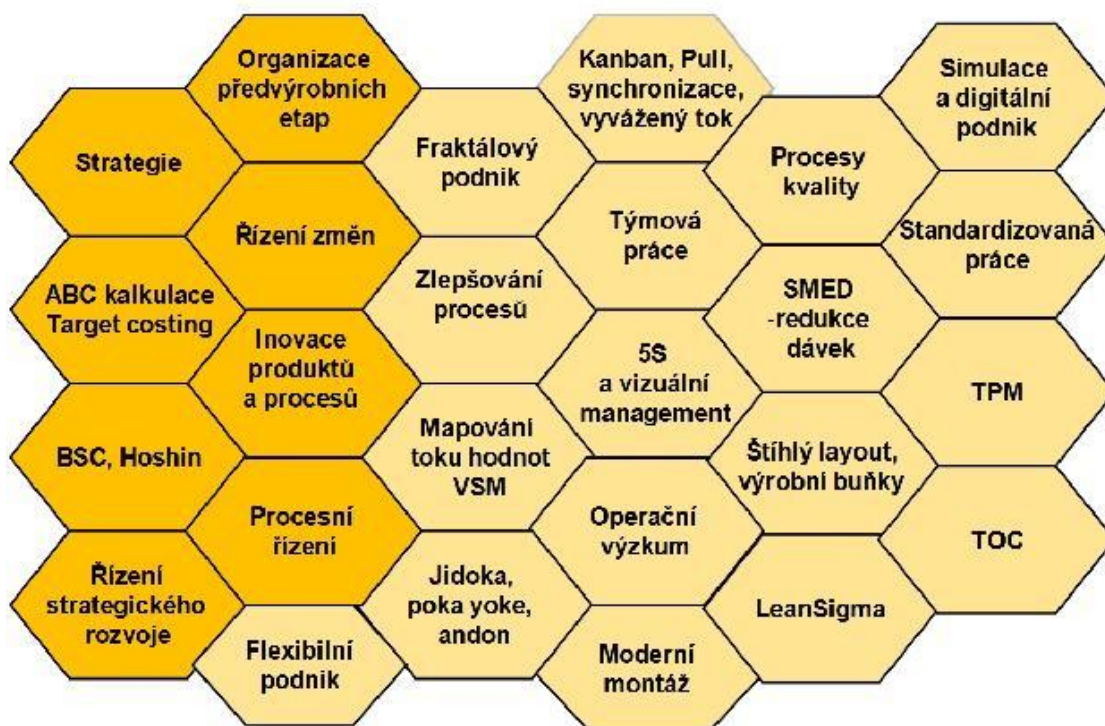 Strategie
ABC kalkulace
Target costing
BSC, Hoshin
Řízení
strategického
rozvoje
Organizace
předvýrobních
etap
Řízení změn
Inovace
produktů
a procesů
Procesní
řízení
Flexibilní
podnik
Fraktálový
podnik
Zlepšování
procesů
Mapování
toku hodnot
VSM
Jidoka,
poka yoke,
andon
Kanban, Pull,
synchronizace,
vyvážený tok
Týmová
práce
5S
a vizuální
management
Operační
výzkum
Moderní
montáž
Procesy
kvality
SMED
-redukce
dávek
Štíhlý layout,
výrobní buňky
LeanSigma
Simulace
a digitální
podnik
Standardizovaná
práce
TPM
TOC